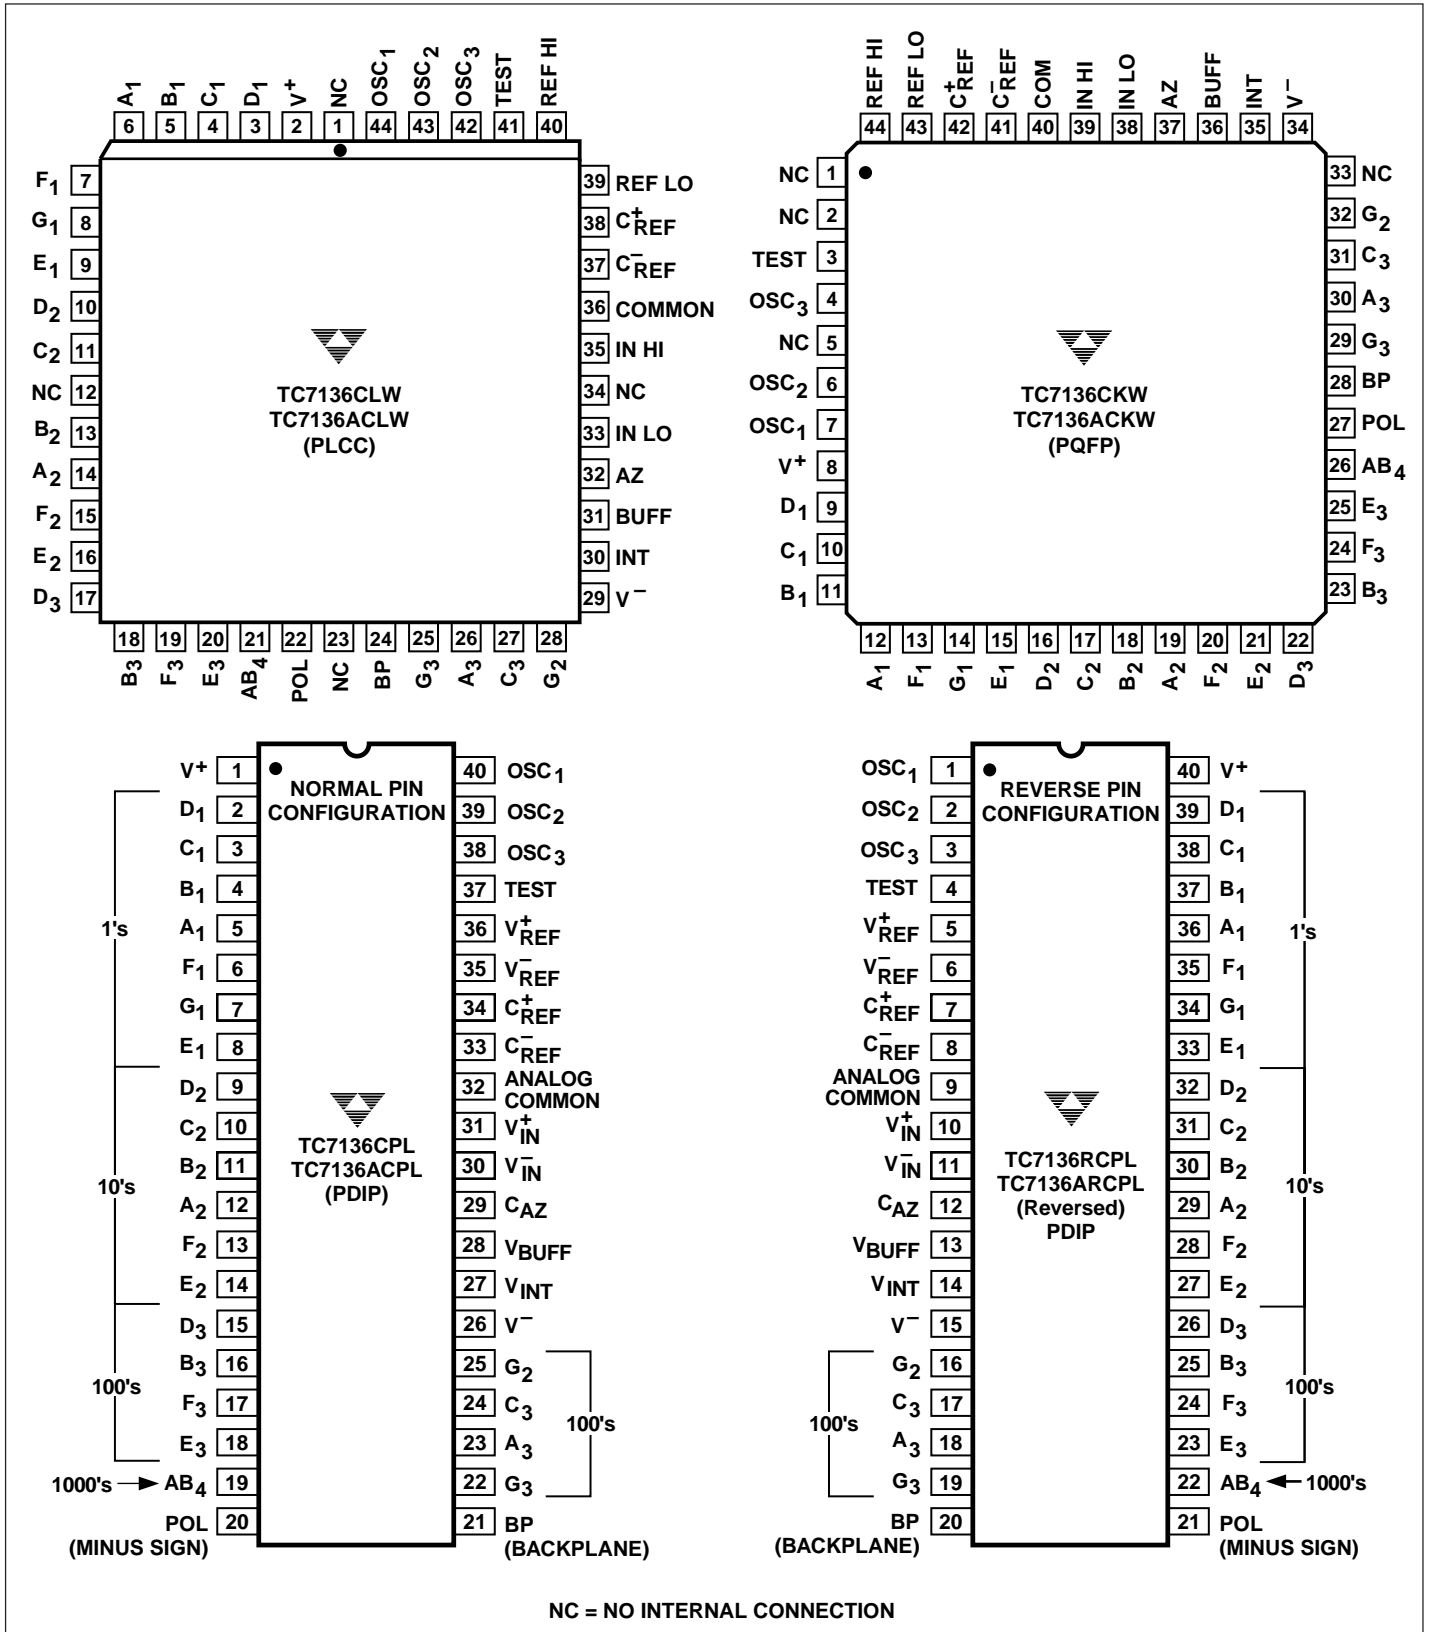 A1 B1 C1 D1 V+ NC OSC1 OSC2 OSC3 TEST REF HI
6 5 4 3 2 1 44 43 42 41 40
F1 7
G1 8
E1 9
D2 10
C2 11
NC 12
B2 13
A2 14
F2 15
E2 16
D3 17
TC7136CLW
TC7136ACLW
(PLCC)
39 REF LO
38 C+REF
37 C–REF
36 COMMON
35 IN HI
34 NC
33 IN LO
32 AZ
31 BUFF
30 INT
29 V–
18 19 20 21 22 23 24 25 26 27 28
B3 F3 E3 AB4 POL NC BP G3 A3 C3 G2
REF HI REF LO C+REF C–REF COM IN HI IN LO AZ BUFF INT V–
44 43 42 41 40 39 38 37 36 35 34
NC 1
NC 2
TEST 3
OSC3 4
NC 5
OSC2 6
OSC1 7
V+ 8
D1 9
C1 10
B1 11
TC7136CKW
TC7136ACKW
(PQFP)
33 NC
32 G2
31 C3
30 A3
29 G3
28 BP
27 POL
26 AB4
25 E3
24 F3
23 B3
12 13 14 15 16 17 18 19 20 21 22
A1 F1 G1 E1 D2 C2 B2 A2 F2 E2 D3
V+ 1
D1 2
C1 3
B1 4
A1 5
F1 6
G1 7
E1 8
D2 9
C2 10
B2 11
A2 12
F2 13
E2 14
D3 15
B3 16
F3 17
E3 18
1000's AB4 19
POL 20
(MINUS SIGN)
1's
10's
100's
NORMAL PIN
CONFIGURATION
TC7136CPL
TC7136ACPL
(PDIP)
40 OSC1
39 OSC2
38 OSC3
37 TEST
36 V+REF
35 V–REF
34 C+REF
33 C–REF
32 ANALOG
COMMON
31 V+IN
30 V–IN
29 CAZ
28 VBUFF
27 VINT
26 V–
25 G2
24 C3
23 A3
22 G3
21 BP
(BACKPLANE)
100's
OSC1 1
OSC2 2
OSC3 3
TEST 4
V+REF 5
V–REF 6
C+REF 7
C–REF 8
ANALOG
COMMON 9
V+IN 10
V–IN 11
CAZ 12
VBUFF 13
VINT 14
V– 15
G2 16
C3 17
A3 18
G3 19
BP 20
(BACKPLANE)
100's
REVERSE PIN
CONFIGURATION
TC7136RCPL
TC7136ARCPL
(Reversed)
PDIP
40 V+
39 D1
38 C1
37 B1
36 A1
35 F1
34 G1
33 E1
32 D2
31 C2
30 B2
29 A2
28 F2
27 E2
26 D3
25 B3
24 F3
23 E3
22 AB4 1000's
21 POL
(MINUS SIGN)
1's
10's
100's
NC = NO INTERNAL CONNECTION